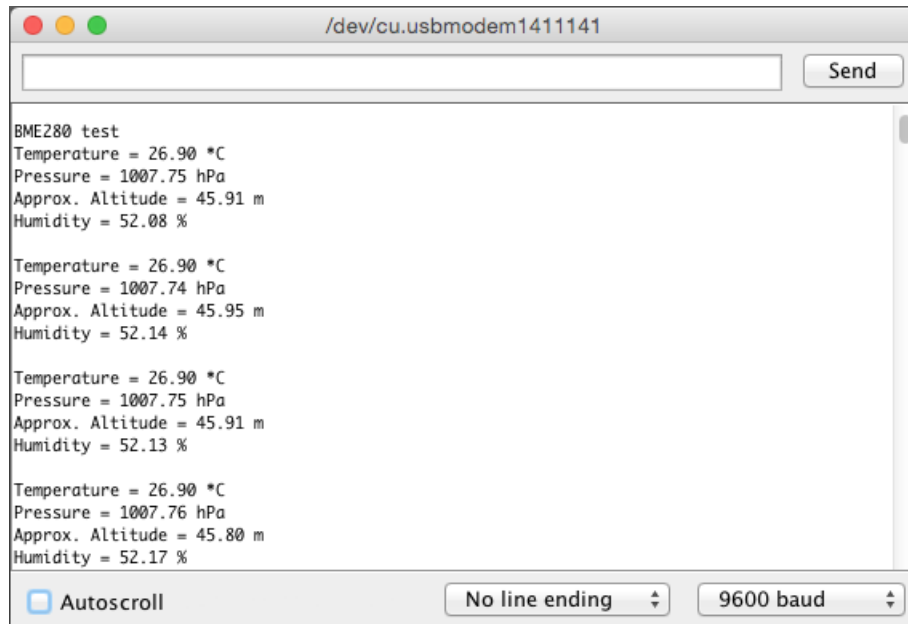 /dev/cu.usbmodem1411141
Send
BME280 test
Temperature = 26.90 *C
Pressure = 1007.75 hPa
Approx. Altitude = 45.91 m
Humidity = 52.08 %
Temperature = 26.90 *C
Pressure = 1007.74 hPa
Approx. Altitude = 45.95 m
Humidity = 52.14 %
Temperature = 26.90 *C
Pressure = 1007.75 hPa
Approx. Altitude = 45.91 m
Humidity = 52.13 %
Temperature = 26.90 *C
Pressure = 1007.76 hPa
Approx. Altitude = 45.80 m
Humidity = 52.17 %
Autoscroll No line ending 9600 baud